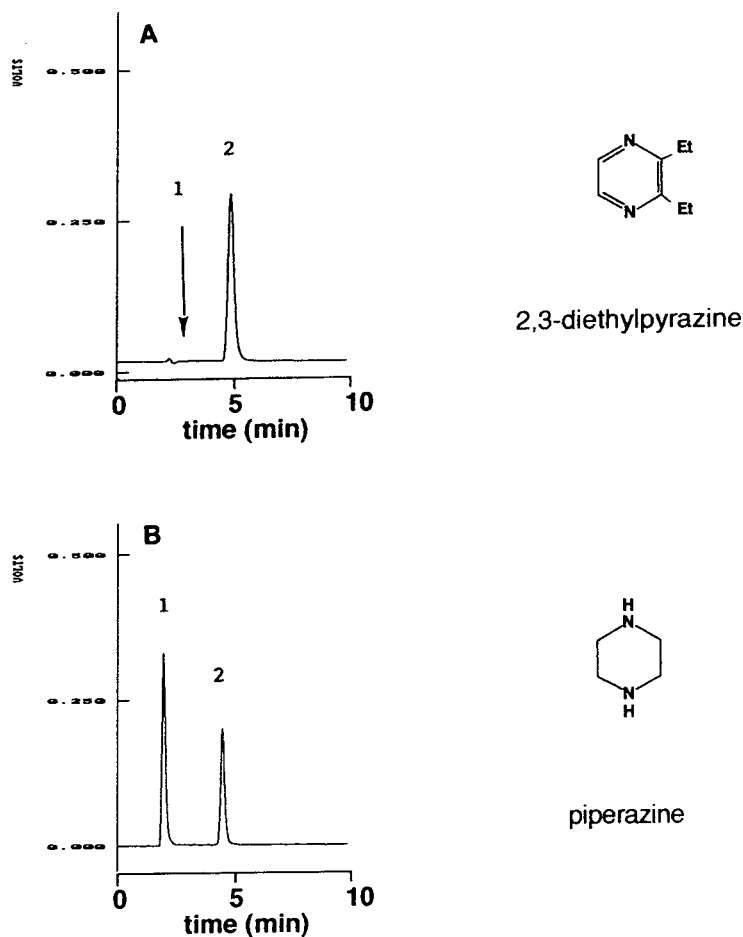 A
VOLTS
0.500
2
1
0.250
0.000
0
5
10
time (min)
N
Et
N
Et
2,3-diethylpyrazine
B
VOLTS
0.500
1
2
0.250
0.000
0
5
10
time (min)
H
N
N
H
piperazine